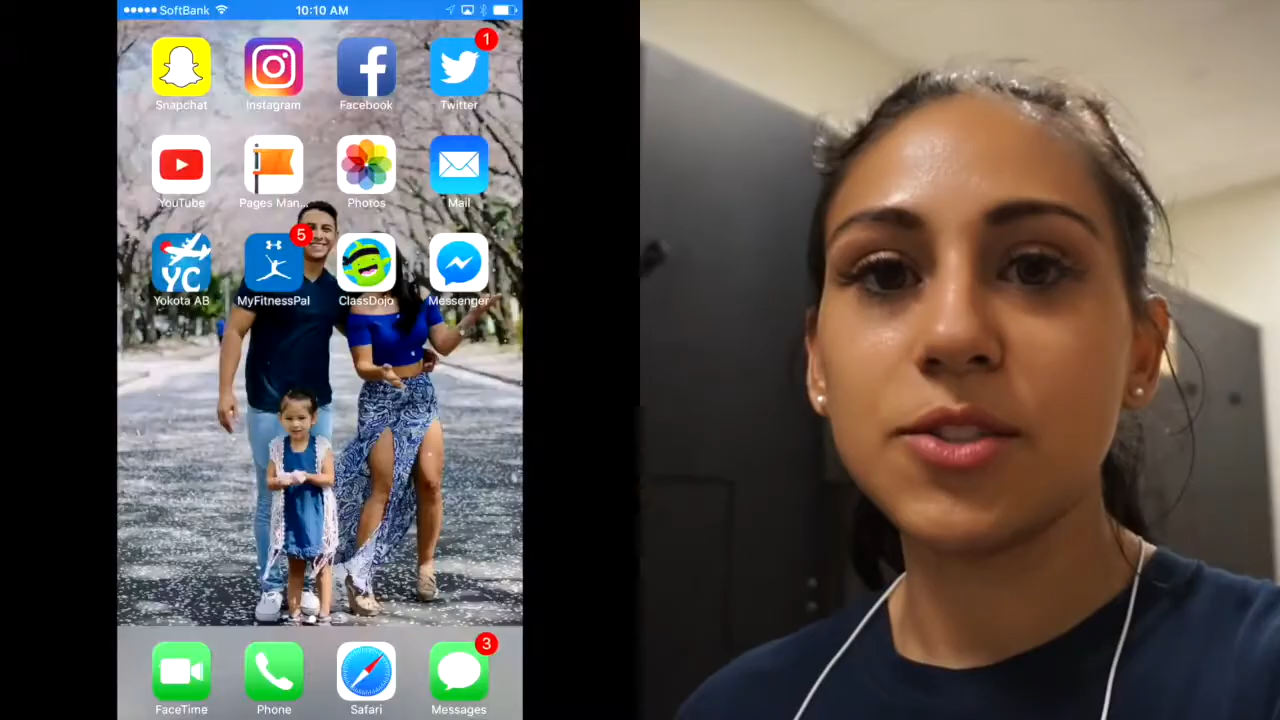 SoftBank 10:10 AM
1
Snapchat Instagram Facebook Twitter
YouTube Pages Man... Photos Mail
YC 5
Yokota AB MyFitnessPal ClassDojo Messenger
3
FaceTime Phone Safari Messages